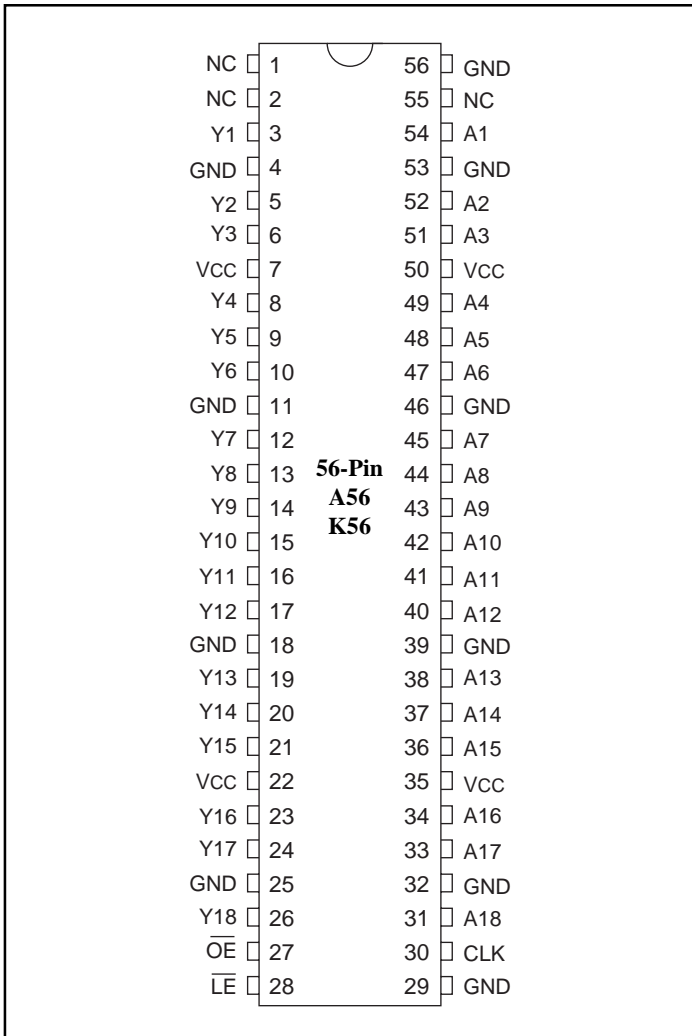 NC 1 56 GND
NC 2 55 NC
Y1 3 54 A1
GND 4 53 GND
Y2 5 52 A2
Y3 6 51 A3
VCC 7 50 VCC
Y4 8 49 A4
Y5 9 48 A5
Y6 10 47 A6
GND 11 46 GND
Y7 12 45 A7
Y8 13 56-Pin 44 A8
Y9 14 A56 43 A9
Y10 15 K56 42 A10
Y11 16 41 A11
Y12 17 40 A12
GND 18 39 GND
Y13 19 38 A13
Y14 20 37 A14
Y15 21 36 A15
VCC 22 35 VCC
Y16 23 34 A16
Y17 24 33 A17
GND 25 32 GND
Y18 26 31 A18
O̅E̅ 27 30 CLK
L̅E̅ 28 29 GND